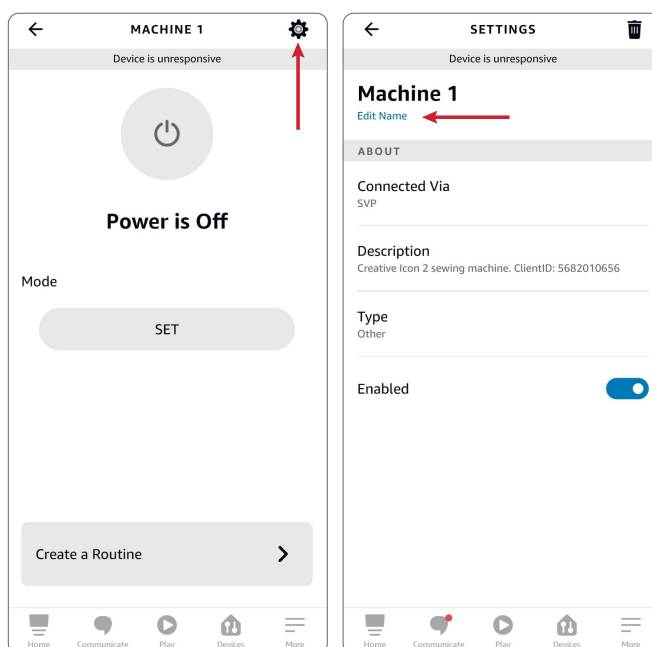 MACHINE 1
Device is unresponsive
Power is Off
Mode
SET
Create a Routine
Home Communicate Play Devices More
SETTINGS
Device is unresponsive
Machine 1
Edit Name
ABOUT
Connected Via
SVP
Description
Creative Icon 2 sewing machine. ClientID: 5682010656
Type
Other
Enabled
Home Communicate Play Devices More